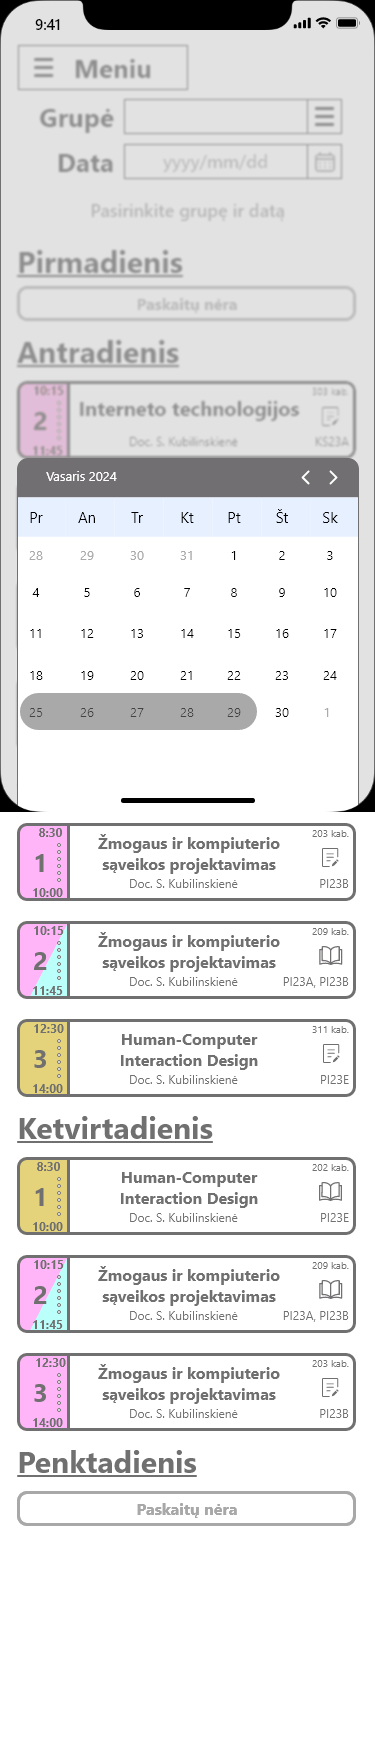 9:41
Meniu
Grupė
Data yyyy/mm/dd
Pasirinkite grupę ir datą
Pirmadienis
Paskaitų nėra
Antradienis
10:15 303 kab.
2 Interneto technologijos
Doc. S. Kubilinskienė KS23A
11:45
Vasaris 2024
Pr An Tr Kt Pt Št Sk
28 29 30 31 1 2 3
4 5 6 7 8 9 10
11 12 13 14 15 16 17
18 19 20 21 22 23 24
25 26 27 28 29 30 1
8:30 203 kab.
1 Žmogaus ir kompiuterio
sąveikos projektavimas
Doc. S. Kubilinskienė PI23B
10:00
10:15 209 kab.
2 Žmogaus ir kompiuterio
sąveikos projektavimas
Doc. S. Kubilinskienė PI23A, PI23B
11:45
12:30 311 kab.
3 Human-Computer
Interaction Design
Doc. S. Kubilinskienė PI23E
14:00
Ketvirtadienis
8:30 202 kab.
1 Human-Computer
Interaction Design
Doc. S. Kubilinskienė PI23E
10:00
10:15 209 kab.
2 Žmogaus ir kompiuterio
sąveikos projektavimas
Doc. S. Kubilinskienė PI23A, PI23B
11:45
12:30 203 kab.
3 Žmogaus ir kompiuterio
sąveikos projektavimas
Doc. S. Kubilinskienė PI23B
14:00
Penktadienis
Paskaitų nėra